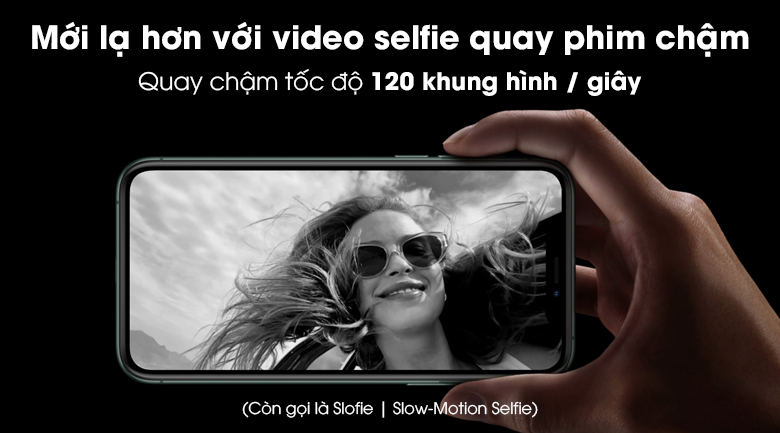 Mới lạ hơn với video selfie quay phim chậm
Quay chậm tốc độ 120 khung hình / giây
(Còn gọi là Slofie | Slow-Motion Selfie)